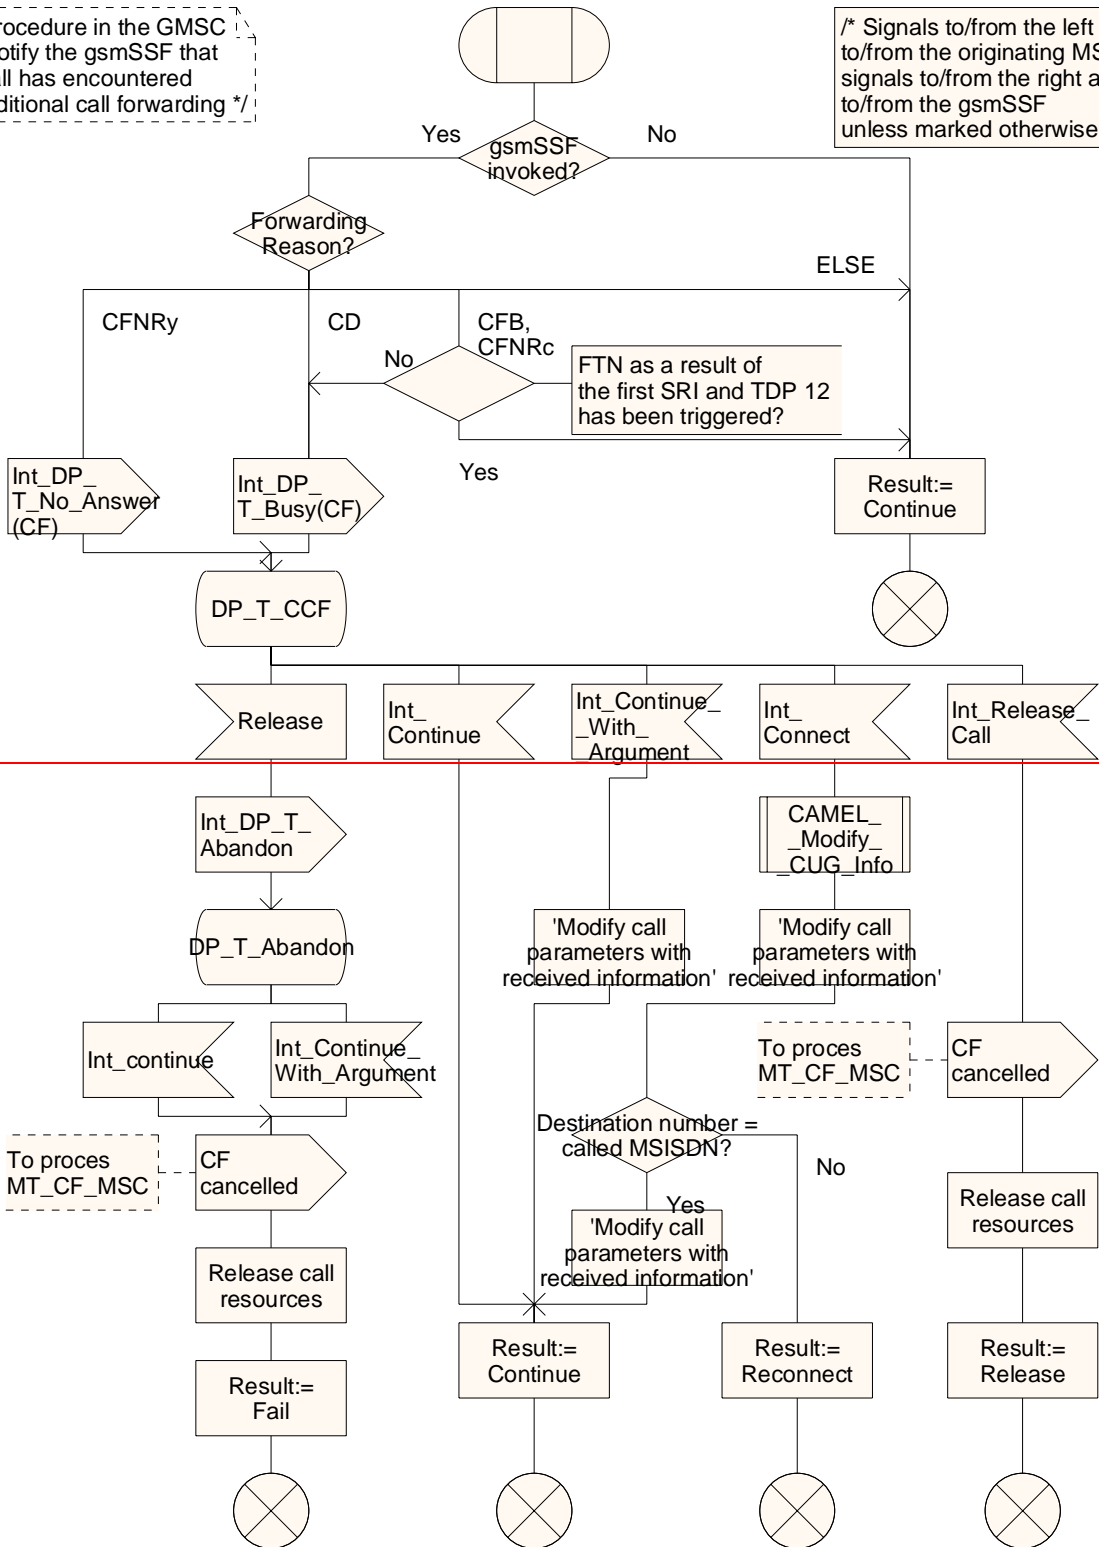 rocedure in the GMSC
otify the gsmSSF that
all has encountered
ditional call forwarding */
/* Signals to/from the left
to/from the originating MS
signals to/from the right a
to/from the gsmSSF
unless marked otherwise
Yes
gsmSSF
invoked?
No
Forwarding
Reason?
ELSE
CFNRy
CD
CFB,
CFNRc
No
FTN as a result of
the first SRI and TDP 12
has been triggered?
Yes
Int_DP_
T_No_Answer
(CF)
Int_DP_
T_Busy(CF)
Result:=
Continue
DP_T_CCF
Release
Int_
Continue
Int_Continue_
_With_
_Argument
Int_
Connect
Int_Release_
Call
Int_DP_T_
Abandon
CAMEL_
_Modify_
_CUG_Info
DP_T_Abandon
'Modify call
parameters with
received information'
'Modify call
parameters with
received information'
Int_continue
Int_Continue_
With_Argument
To proces
MT_CF_MSC
CF
cancelled
Destination number =
called MSISDN?
No
Yes
To proces
MT_CF_MSC
CF
cancelled
Release call
resources
'Modify call
parameters with
received information'
Release call
resources
Result:=
Continue
Result:=
Reconnect
Result:=
Release
Result:=
Fail